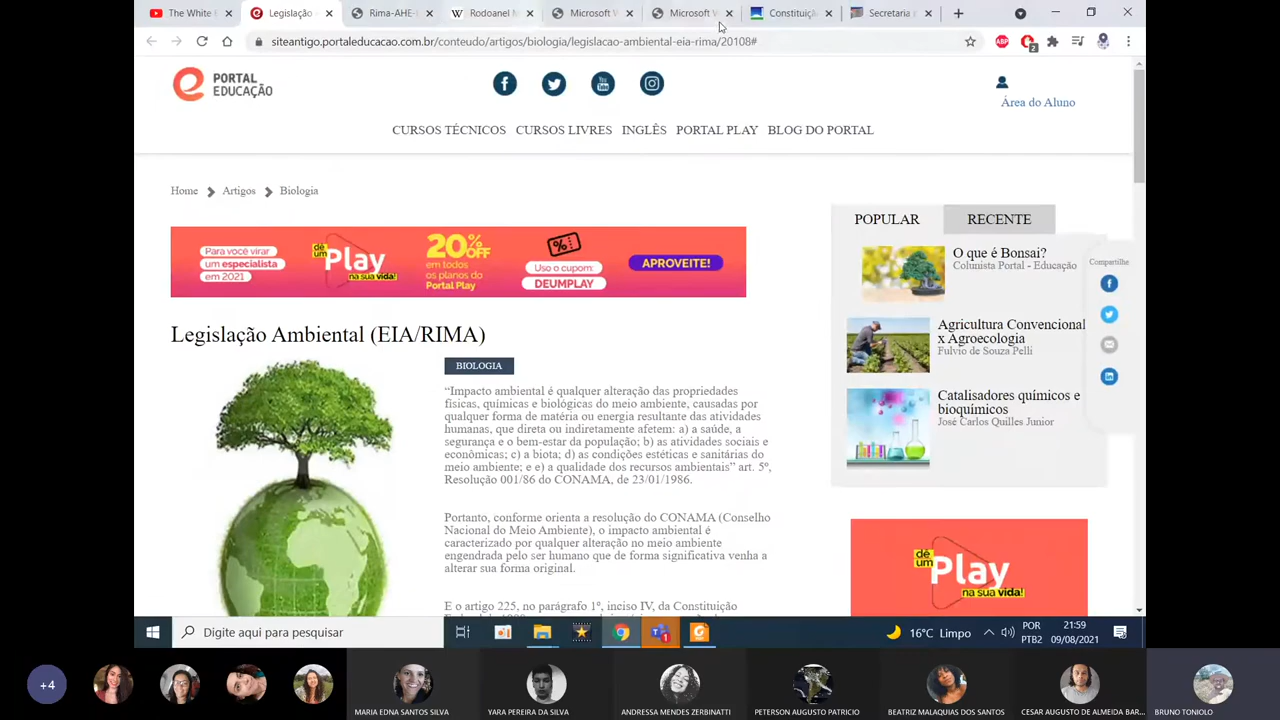 The White
Legislação
Rima-AHE-
Rodoanel M
Microsoft W
Microsoft W
Constituiçã
Secretaria
siteantigo.portaleducacao.com.br/conteudo/artigos/biologia/legislacao-ambiental-eia-rima/20108#
ABP
2
PORTAL
EDUCAÇÃO
You
Tube
Área do Aluno
CURSOS TÉCNICOS CURSOS LIVRES INGLÊS PORTAL PLAY BLOG DO PORTAL
Home Artigos Biologia
Para você virar
um especialista
em 2021
dê
um
Play
na sua vida!
20% OFF
em todos
os planos do
Portal Play
Uso o cupom:
DEUMPLAY
APROVEITE!
POPULAR
RECENTE
O que é Bonsai?
Colunista Portal - Educação
Compartilhe
Agricultura Convencional
x Agroecologia
Fulvio de Souza Pelli
Catalisadores químicos e
bioquímicos
José Carlos Quilles Junior
Legislação Ambiental (EIA/RIMA)
BIOLOGIA
“Impacto ambiental é qualquer alteração das propriedades
físicas, químicas e biológicas do meio ambiente, causadas por
qualquer forma de matéria ou energia resultante das atividades
humanas, que direta ou indiretamente afetem: a) a saúde, a
segurança e o bem-estar da população; b) as atividades sociais e
econômicas; c) a biota; d) as condições estéticas e sanitárias do
meio ambiente; e e) a qualidade dos recursos ambientais” art. 5º,
Resolução 001/86 do CONAMA, de 23/01/1986.
Portanto, conforme orienta a resolução do CONAMA (Conselho
Nacional do Meio Ambiente), o impacto ambiental é
caracterizado por qualquer alteração no meio ambiente
engendrada pelo ser humano que de forma significativa venha a
alterar sua forma original.
E o artigo 225, no parágrafo 1º, inciso IV, da Constituição
dê
um
Play
na sua vida!
Digite aqui para pesquisar
1
16°C Limpo
POR
PTB2
21:59
09/08/2021
+4
MARIA EDNA SANTOS SILVA
YARA PEREIRA DA SILVA
ANDRESSA MENDES ZERBINATTI
PETERSON AUGUSTO PATRICIO
BEATRIZ MALAQUIAS DOS SANTOS
CESAR AUGUSTO DE ALMEIDA BAR...
BRUNO TONIOLO